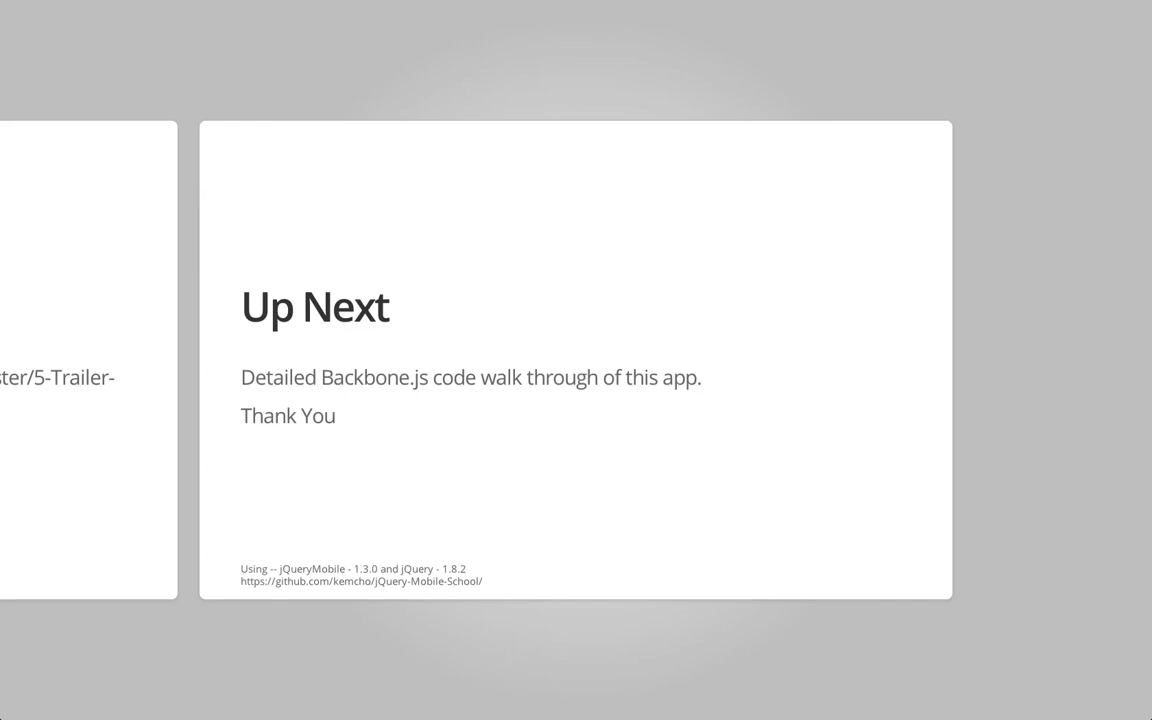 Up Next
ter/5-Trailer-
Detailed Backbone.js code walk through of this app.
Thank You
Using -- jQueryMobile - 1.3.0 and jQuery - 1.8.2
https://github.com/kemcho/jQuery-Mobile-School/